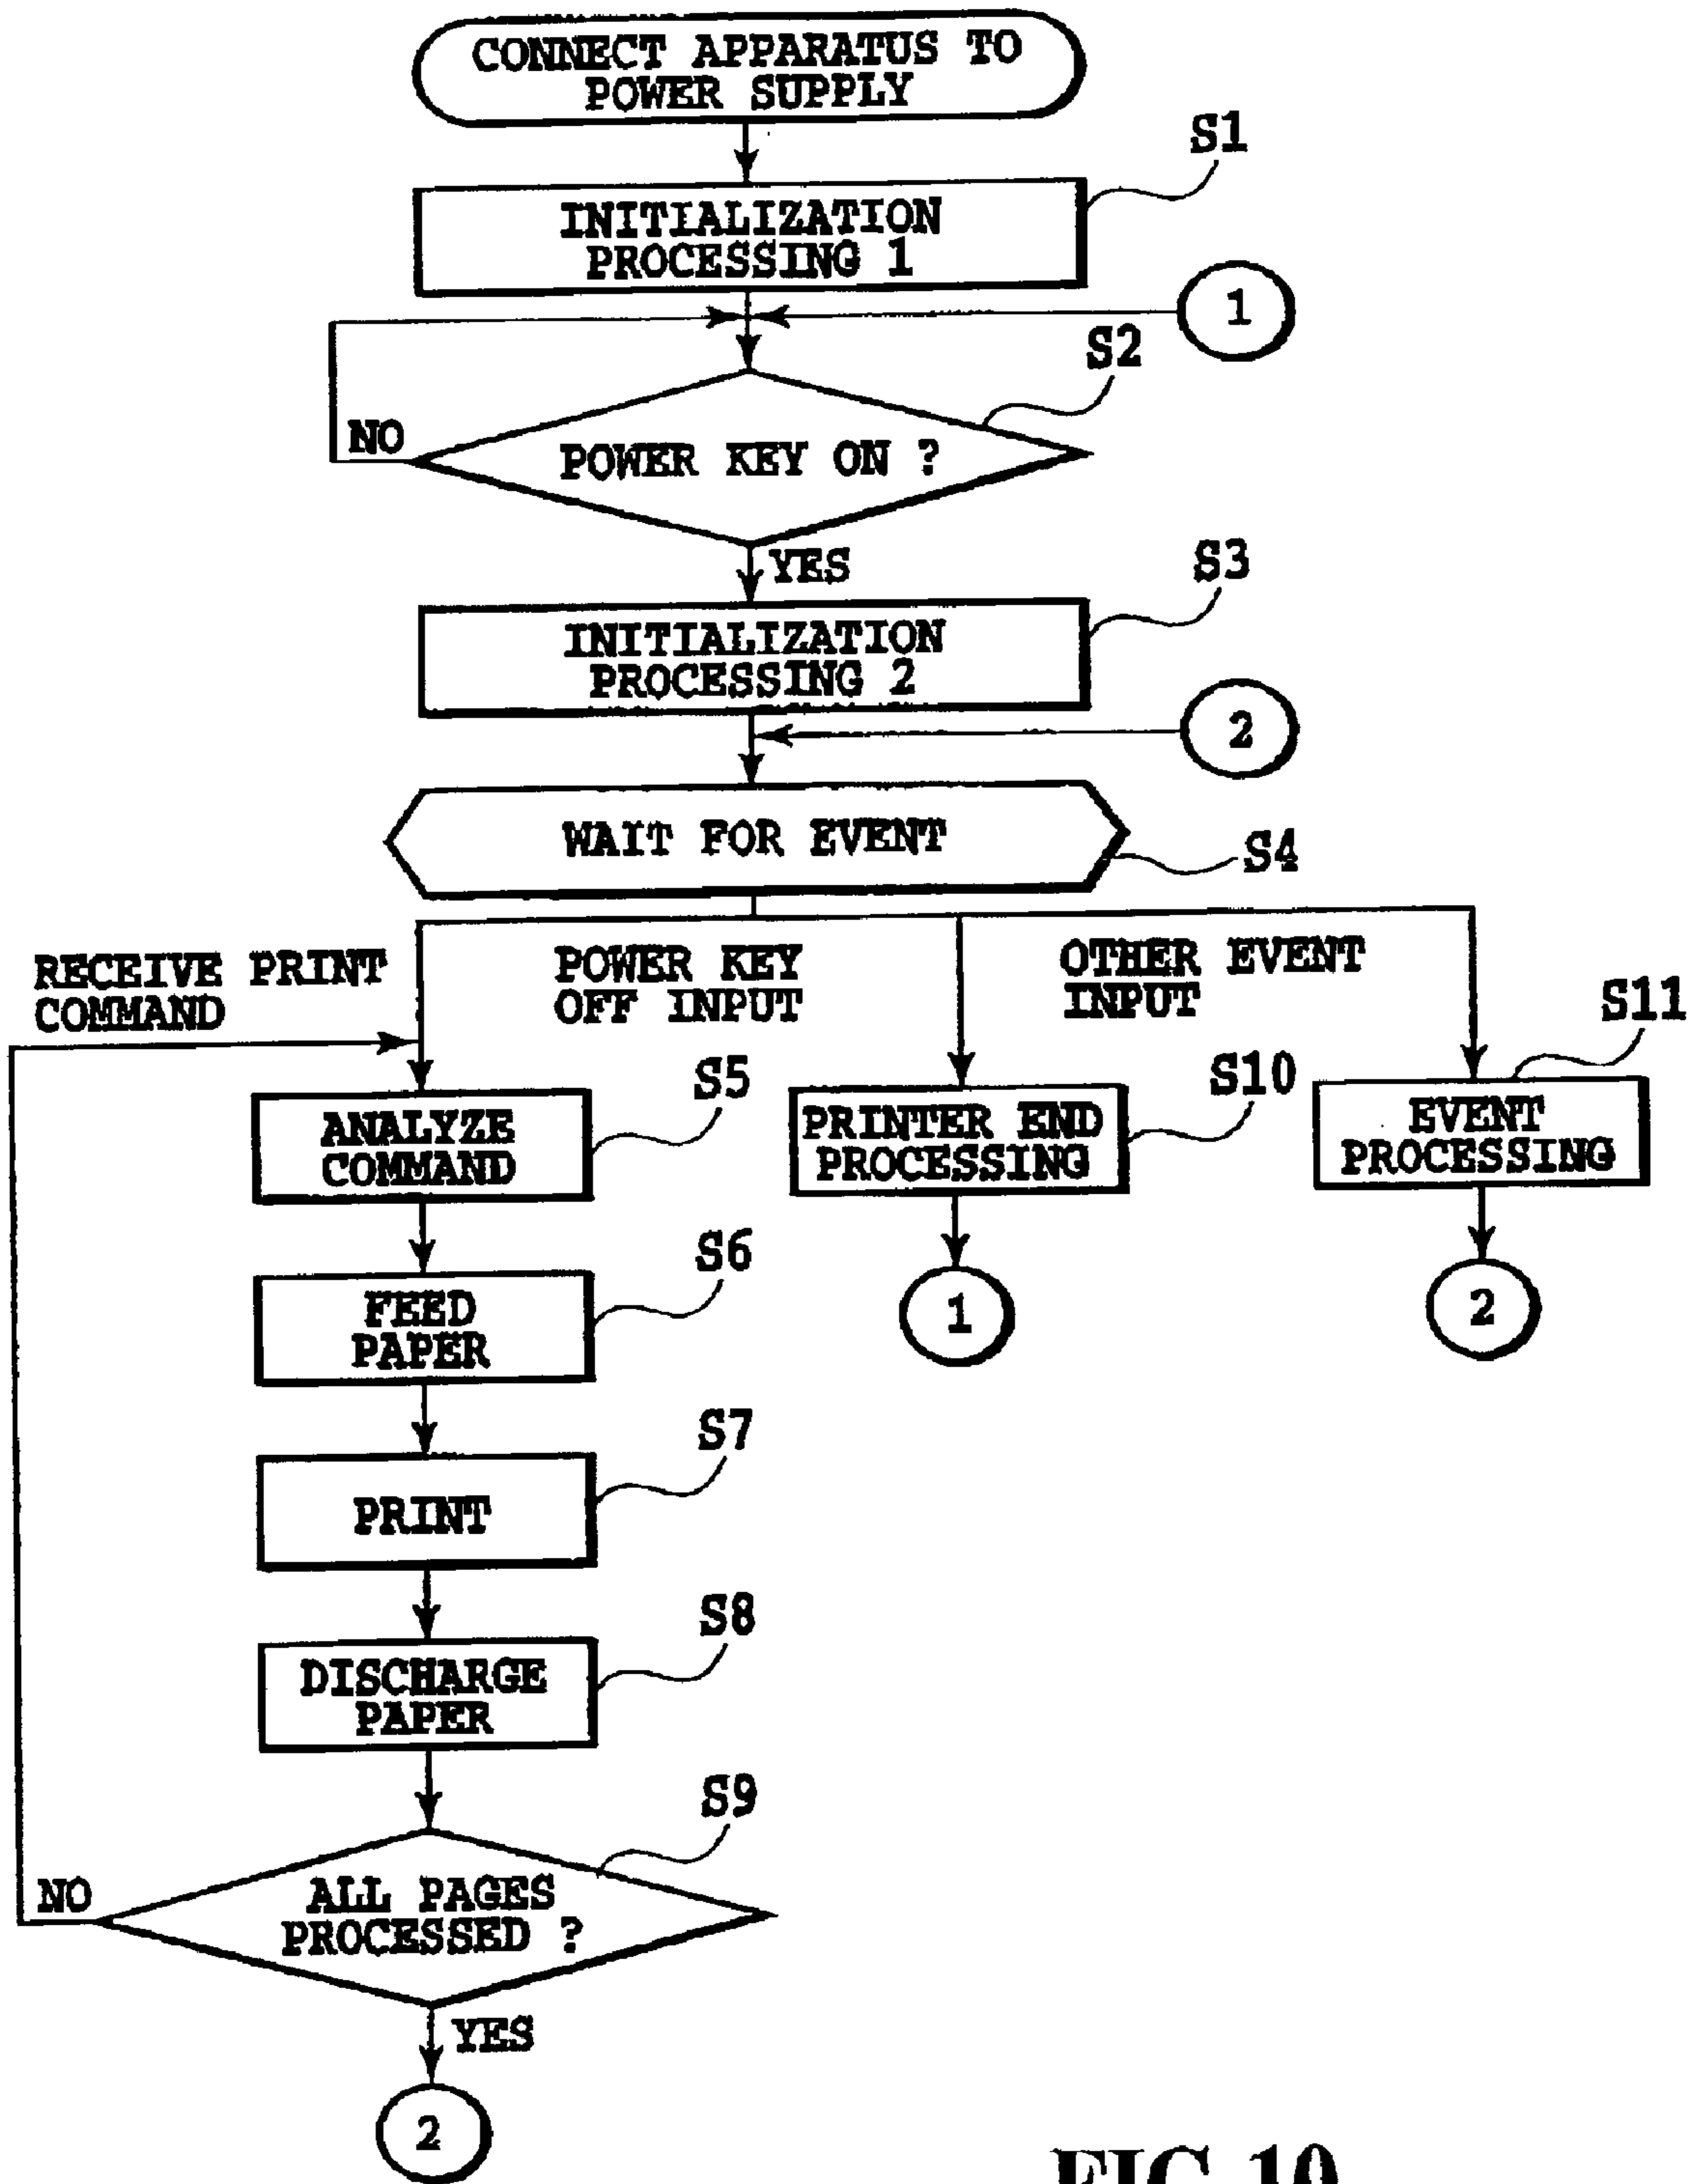 CONNECT APPARATUS TO
POWER SUPPLY
S1
INITIALIZATION
PROCESSING 1
1
S2
NO
POWER KEY ON ?
YES
S3
INITIALIZATION
PROCESSING 2
2
WAIT FOR EVENT
S4
RECEIVE PRINT
COMMAND
POWER KEY
OFF INPUT
OTHER EVENT
INPUT
S11
S5
S10
ANALYZE
COMMAND
PRINTER END
PROCESSING
EVENT
PROCESSING
S6
FEED
PAPER
1
2
S7
PRINT
S8
DISCHARGE
PAPER
S9
NO
ALL PAGES
PROCESSED ?
YES
2
FIG.10